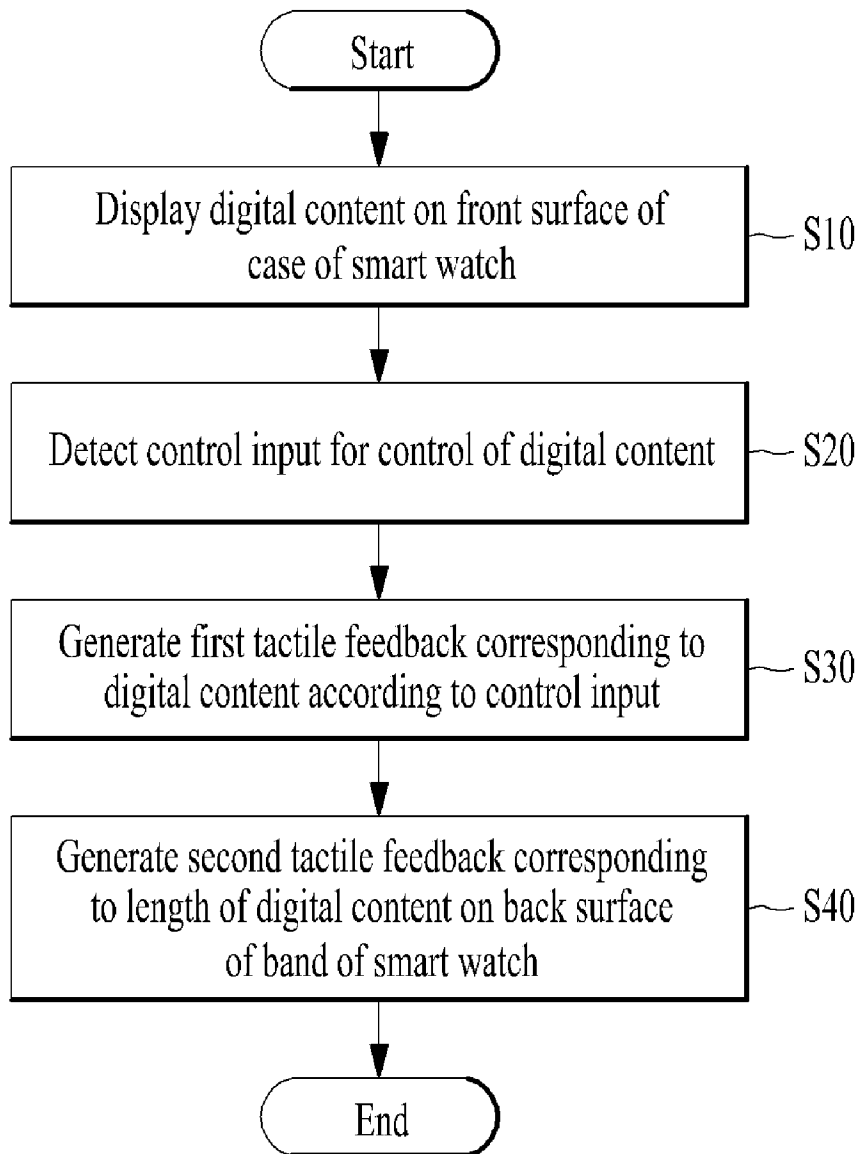 Start
Display digital content on front surface of
case of smart watch
S10
Detect control input for control of digital content
S20
Generate first tactile feedback corresponding to
digital content according to control input
S30
Generate second tactile feedback corresponding
to length of digital content on back surface
of band of smart watch
S40
End